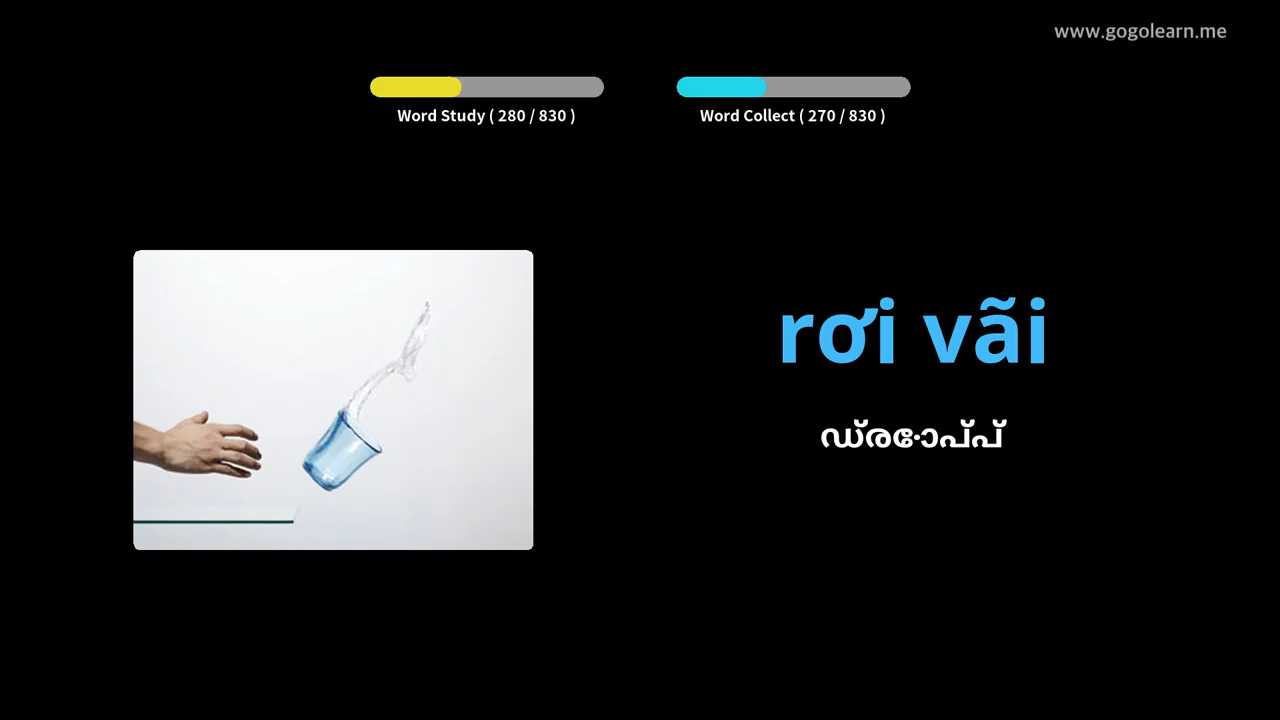 www.gogolearn.me
Word Study ( 280 / 830 )
Word Collect ( 270 / 830 )
rơi vãi
ഡ്രോപ്പ്